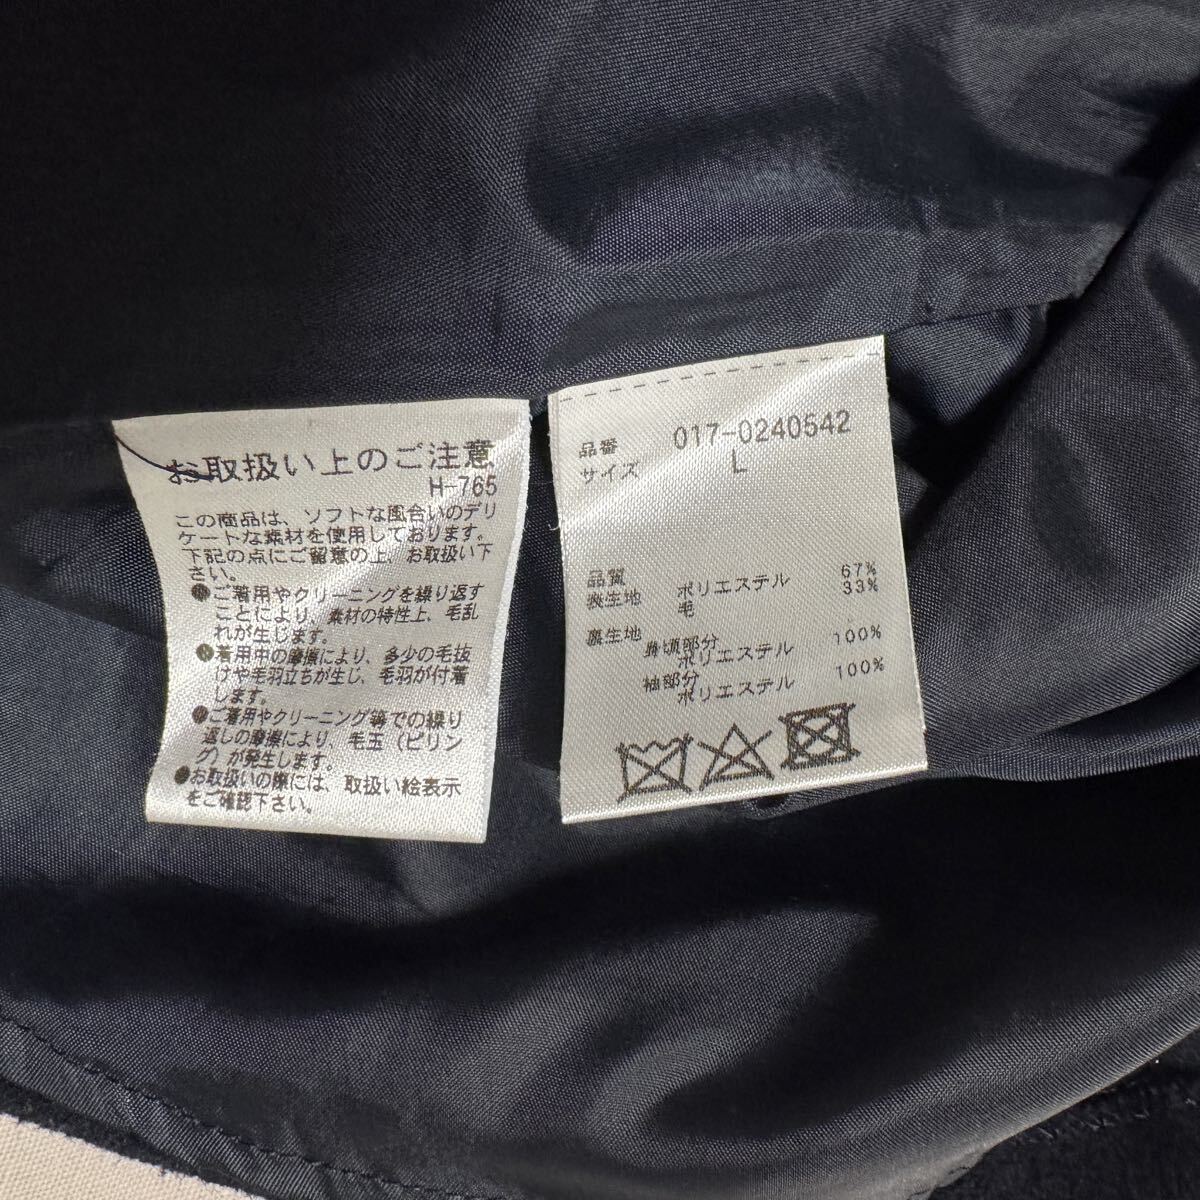 お取扱い上のご注意
H-765
この商品は、ソフトな風合いのデリ
ケートな素材を使用しております。
下記の点にご留意の上、お取扱い下
さい。
●ご着用やクリーニングを繰り返す
ことにより、素材の特性上、毛乱
れが生じます。
●着用中の摩擦により、多少の毛抜
けや毛羽立ちが生じ、毛羽が付着
します。
●ご着用やクリーニング等での繰り
返しの摩擦により、毛玉（ピリン
グ）が発生します。
●お取扱いの際には、取扱い絵表示
をご確認下さい。
品番 017-0240542
サイズ L
品質
表生地 ポリエステル 67%
毛 33%
裏生地 身頃部分
ポリエステル 100%
袖部分
ポリエステル 100%